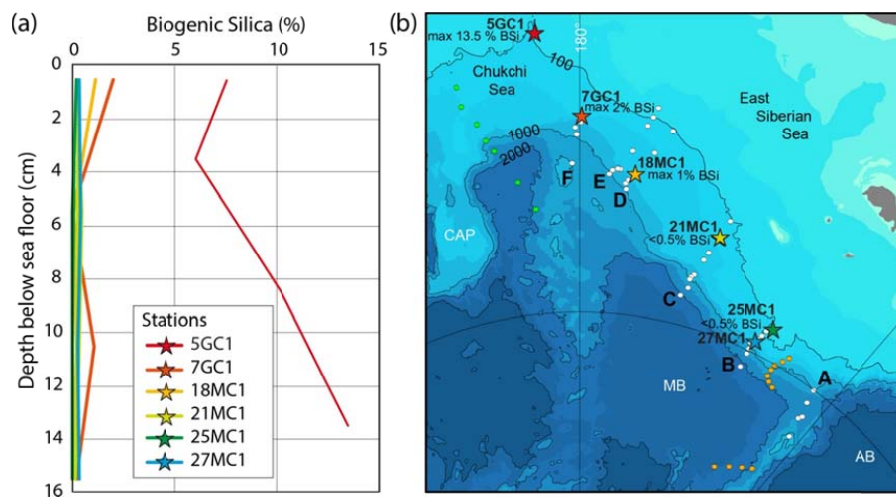 (a)
Biogenic Silica (%)
0 5 10 15
Depth below sea floor (cm)
0
2
4
6
8
10
12
14
16
Stations
5GC1
7GC1
18MC1
21MC1
25MC1
27MC1
(b)
5GC1
max 13.5 % BSi
180°
100
Chukchi
Sea
7GC1
max 2% BSi
East
Siberian
Sea
1000
2000
18MC1
max 1% BSi
F
E
D
21MC1
<0.5% BSi
CAP
C
25MC1
<0.5% BSi
27MC1
B
A
MB
AB